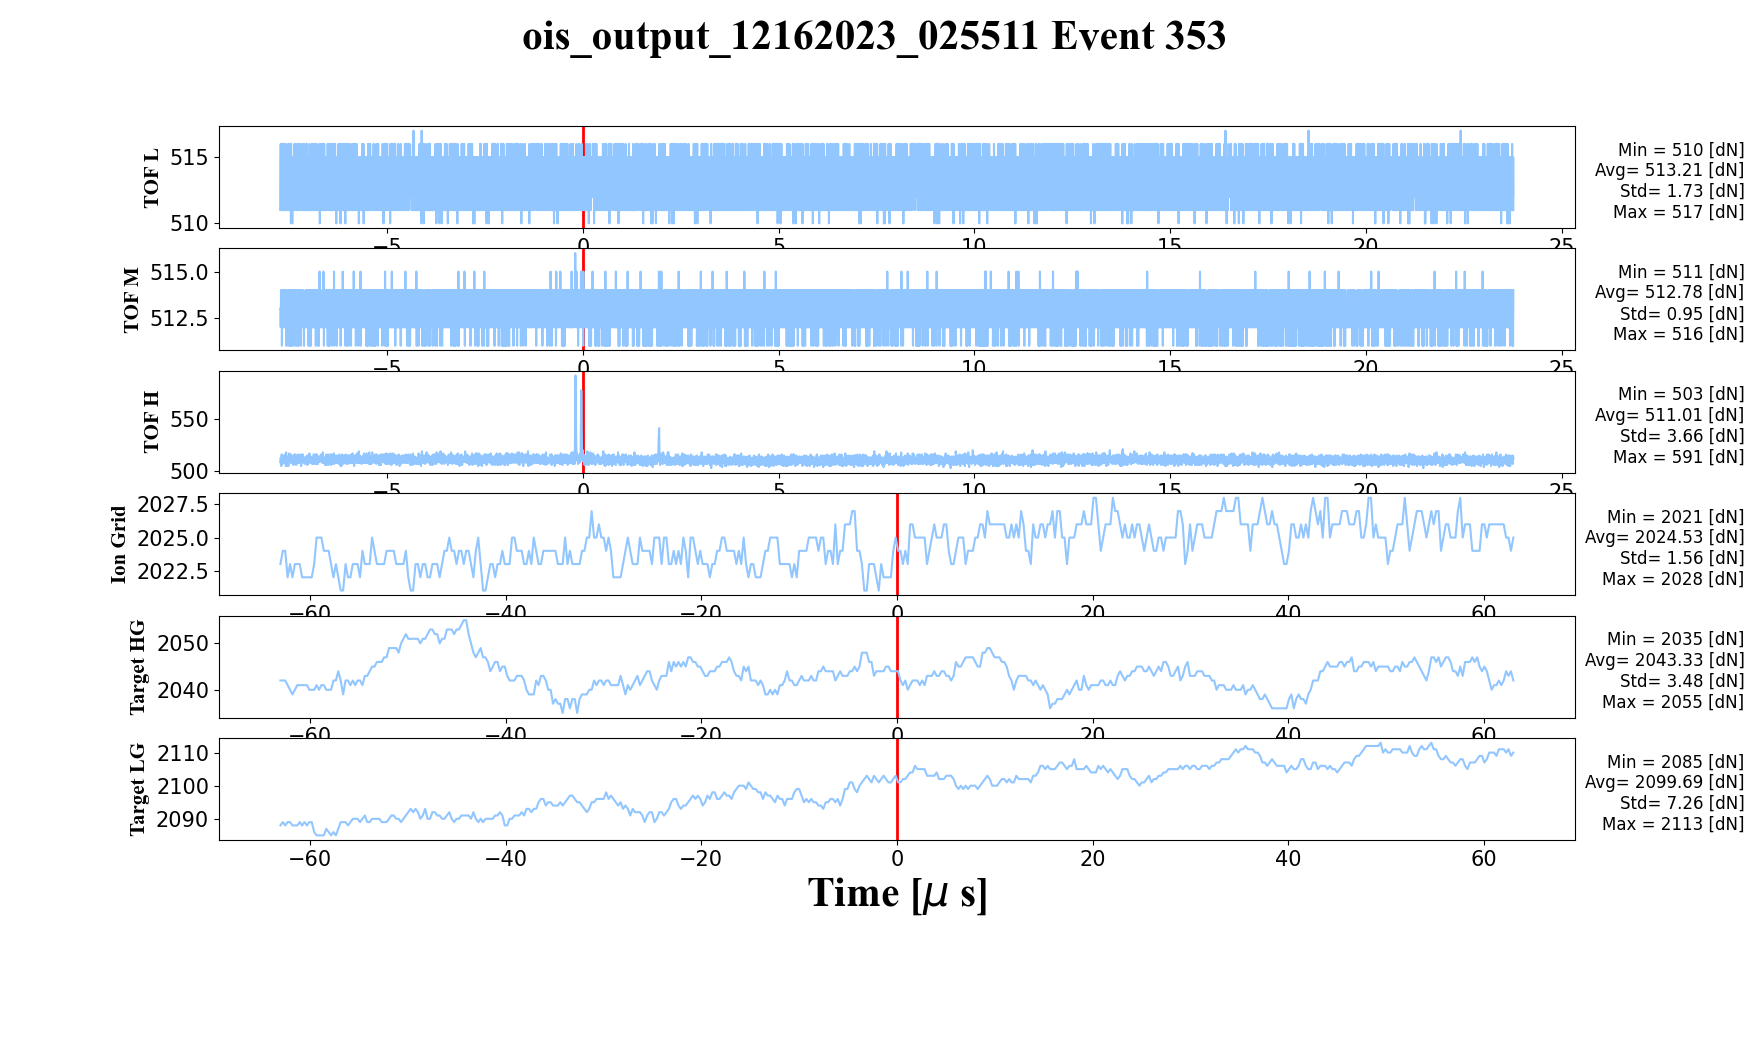 ois_output_12162023_025511 Event 353
TOF L
515
510
−5
0
5
10
15
20
25
Min = 510 [dN]
Avg= 513.21 [dN]
Std= 1.73 [dN]
Max = 517 [dN]
TOF M
515.0
512.5
−5
0
5
10
15
20
25
Min = 511 [dN]
Avg= 512.78 [dN]
Std= 0.95 [dN]
Max = 516 [dN]
TOF H
550
500
−5
0
5
10
15
20
25
Min = 503 [dN]
Avg= 511.01 [dN]
Std= 3.66 [dN]
Max = 591 [dN]
Ion Grid
2027.5
2025.0
2022.5
−60
−40
−20
0
20
40
60
Min = 2021 [dN]
Avg= 2024.53 [dN]
Std= 1.56 [dN]
Max = 2028 [dN]
Target HG
2050
2040
−60
−40
−20
0
20
40
60
Min = 2035 [dN]
Avg= 2043.33 [dN]
Std= 3.48 [dN]
Max = 2055 [dN]
Target LG
2110
2100
2090
−60
−40
−20
0
20
40
60
Min = 2085 [dN]
Avg= 2099.69 [dN]
Std= 7.26 [dN]
Max = 2113 [dN]
Time [μ s]